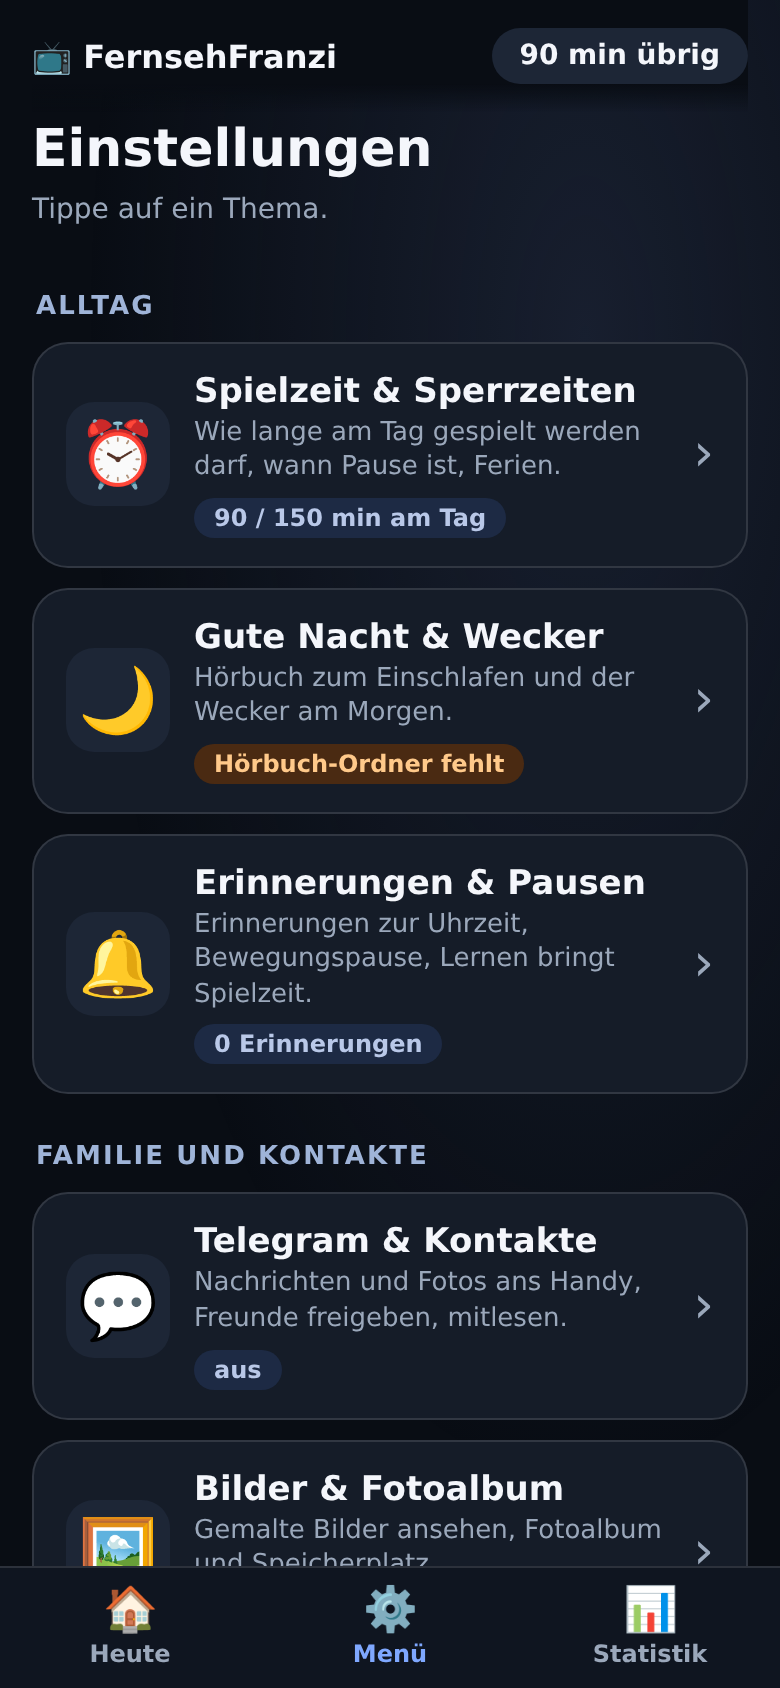 FernsehFranzi
90 min übrig
Einstellungen
Tippe auf ein Thema.
ALLTAG
Spielzeit & Sperrzeiten
Wie lange am Tag gespielt werden
darf, wann Pause ist, Ferien.
90 / 150 min am Tag
Gute Nacht & Wecker
Hörbuch zum Einschlafen und der
Wecker am Morgen.
Hörbuch-Ordner fehlt
Erinnerungen & Pausen
Erinnerungen zur Uhrzeit,
Bewegungspause, Lernen bringt
Spielzeit.
0 Erinnerungen
FAMILIE UND KONTAKTE
Telegram & Kontakte
Nachrichten und Fotos ans Handy,
Freunde freigeben, mitlesen.
aus
Bilder & Fotoalbum
Gemalte Bilder ansehen, Fotoalbum
und Speicherplatz
Heute
Menü
Statistik